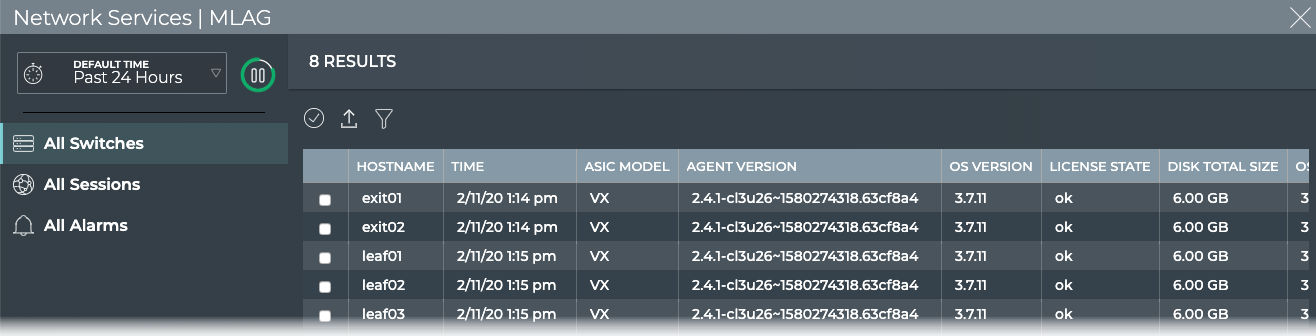 Network Services | MLAG
DEFAULT TIME
Past 24 Hours
8 RESULTS
All Switches
All Sessions
All Alarms
HOSTNAME TIME ASIC MODEL AGENT VERSION OS VERSION LICENSE STATE DISK TOTAL SIZE OS
exit01 2/11/20 1:14 pm VX 2.4.1-cl3u26~1580274318.63cf8a4 3.7.11 ok 6.00 GB 3
exit02 2/11/20 1:14 pm VX 2.4.1-cl3u26~1580274318.63cf8a4 3.7.11 ok 6.00 GB 3
leaf01 2/11/20 1:15 pm VX 2.4.1-cl3u26~1580274318.63cf8a4 3.7.11 ok 6.00 GB 3
leaf02 2/11/20 1:15 pm VX 2.4.1-cl3u26~1580274318.63cf8a4 3.7.11 ok 6.00 GB 3
leaf03 2/11/20 1:15 pm VX 2.4.1-cl3u26~1580274318.63cf8a4 3.7.11 ok 6.00 GB 3